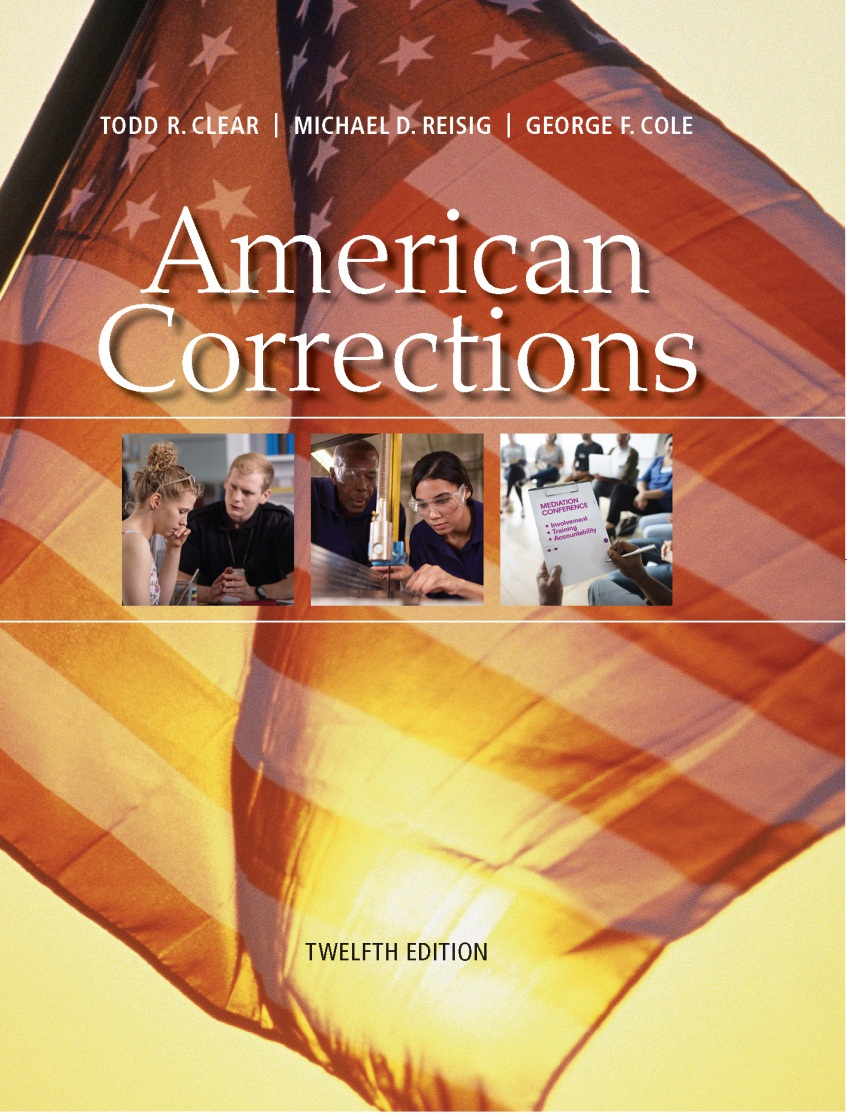 TODD R. CLEAR | MICHAEL D. REISIG | GEORGE F. COLE
American
Corrections
MEDIATION
CONFERENCE
• Involvement
• Training
• Accountability
TWELFTH EDITION